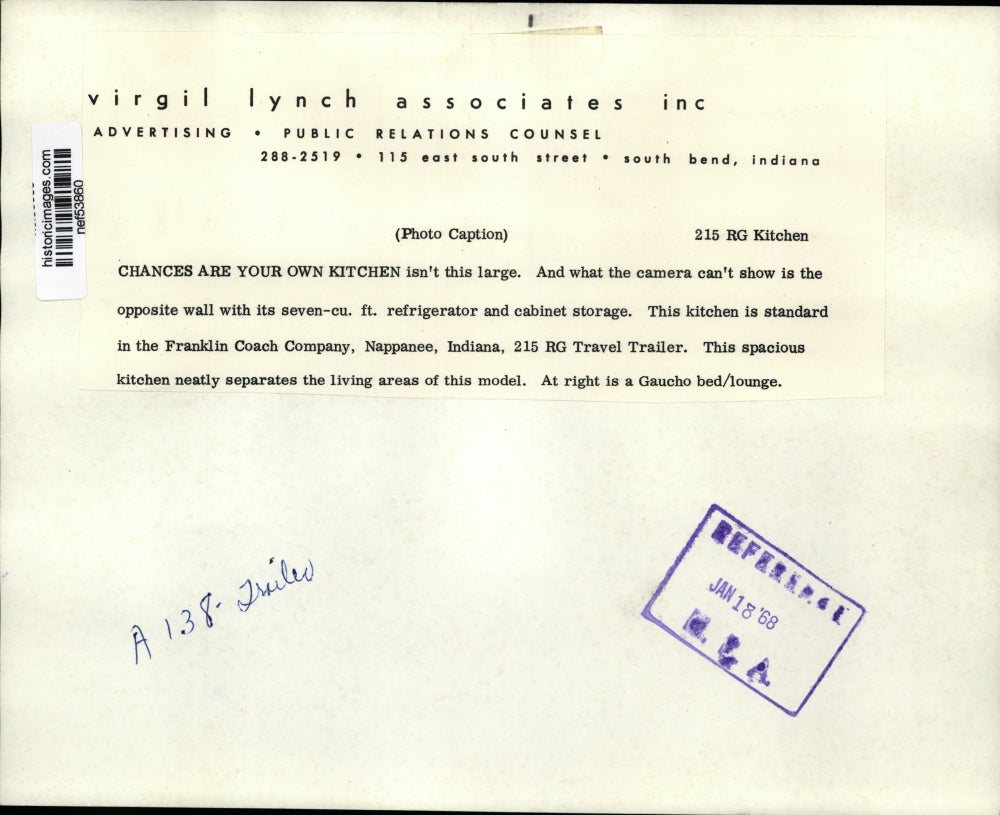 virgil lynch associates inc
ADVERTISING • PUBLIC RELATIONS COUNSEL
288-2519 • 115 east south street • south bend, indiana
historicimages.com
nef53860
(Photo Caption) 215 RG Kitchen
CHANCES ARE YOUR OWN KITCHEN isn't this large. And what the camera can't show is the
opposite wall with its seven-cu. ft. refrigerator and cabinet storage. This kitchen is standard
in the Franklin Coach Company, Nappanee, Indiana, 215 RG Travel Trailer. This spacious
kitchen neatly separates the living areas of this model. At right is a Gaucho bed/lounge.
A 138- Trailer
REFERENCE
JAN 18 '68
N. E. A.